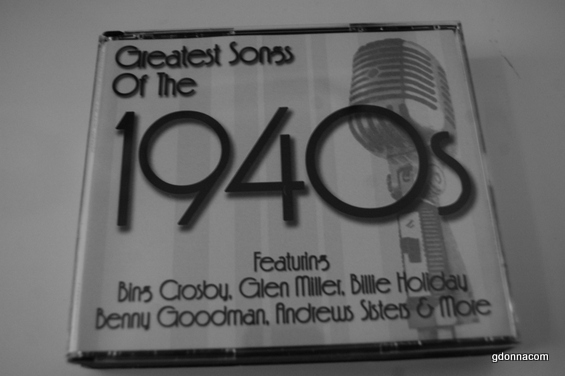 Greatest Songs
Of The
1940s
Featuring
Bing Crosby, Glen Miller, Billie Holiday
Benny Goodman, Andrews Sisters & More
gdonnacom